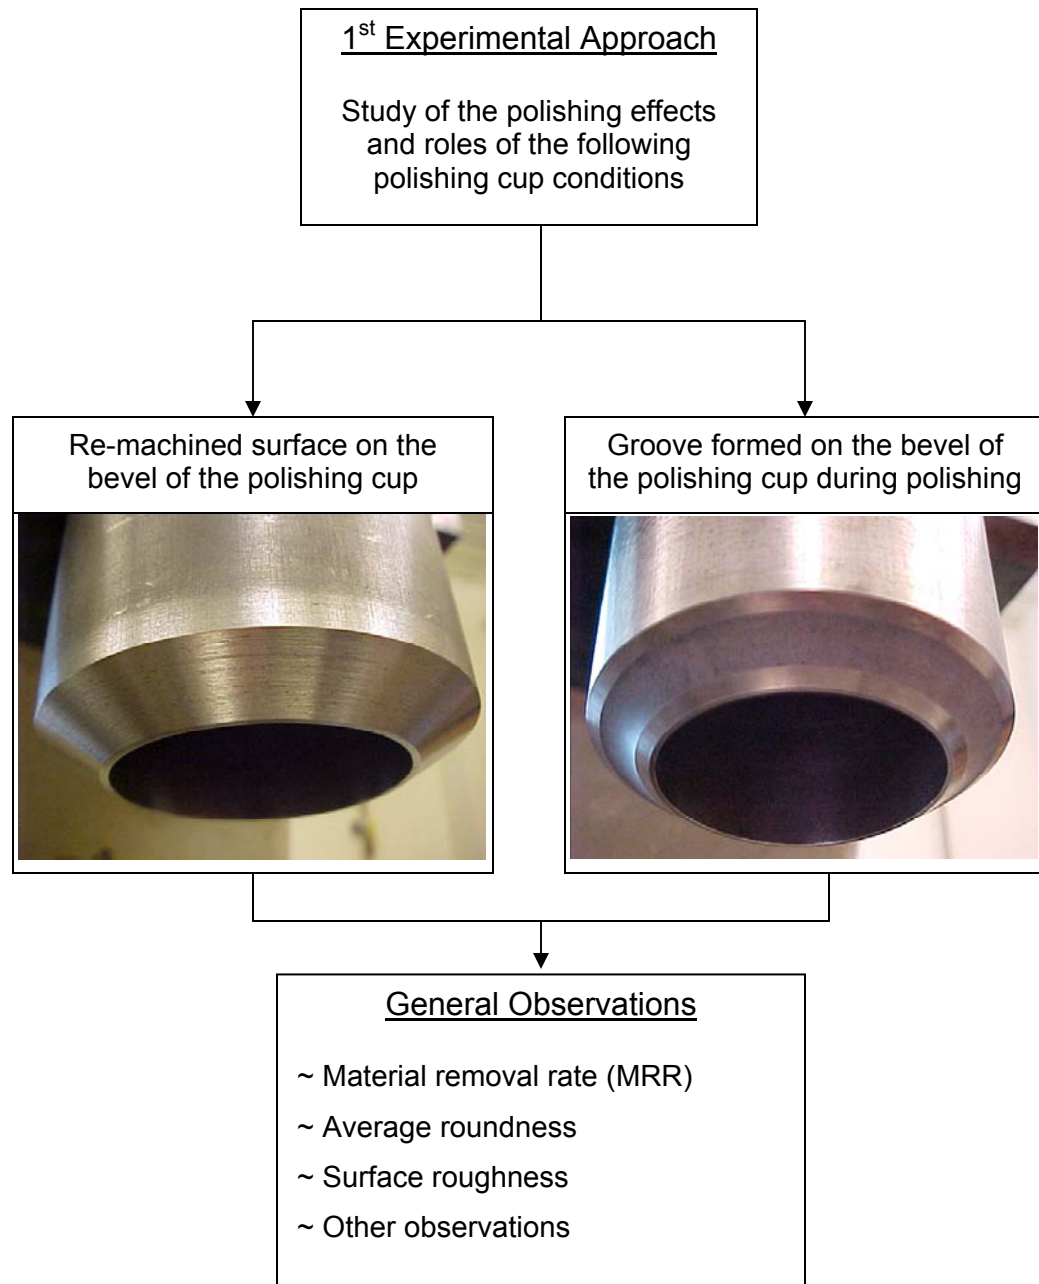 1st Experimental Approach
Study of the polishing effects
and roles of the following
polishing cup conditions
Re-machined surface on the
bevel of the polishing cup
Groove formed on the bevel of
the polishing cup during polishing
General Observations
~ Material removal rate (MRR)
~ Average roundness
~ Surface roughness
~ Other observations